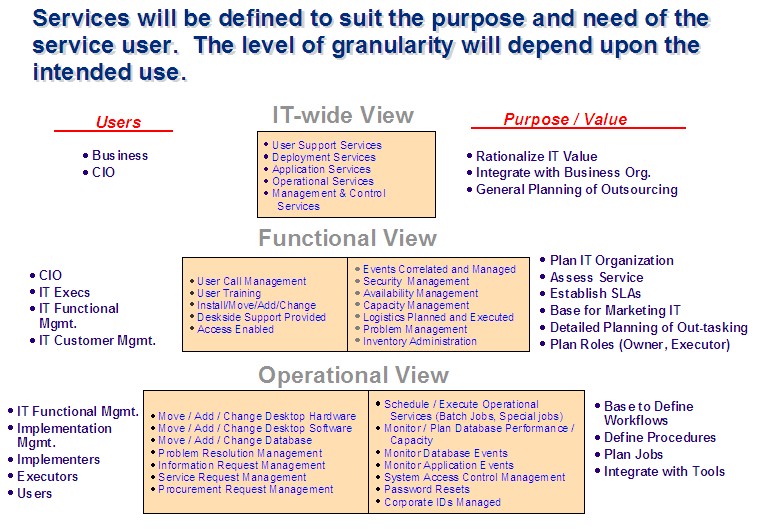 Services will be defined to suit the purpose and need of the
service user. The level of granularity will depend upon the
intended use.
Users
IT-wide View
Purpose / Value
• Business
• CIO
• User Support Services
• Deployment Services
• Application Services
• Operational Services
• Management & Control
Services
• Rationalize IT Value
• Integrate with Business Org.
• General Planning of Outsourcing
Functional View
• CIO
• IT Execs
• IT Functional
Mgmt.
• IT Customer Mgmt.
• User Call Management
• User Training
• Install/Move/Add/Change
• Deskside Support Provided
• Access Enabled
• Events Correlated and Managed
• Security Management
• Availability Management
• Capacity Management
• Logistics Planned and Executed
• Problem Management
• Inventory Administration
• Plan IT Organization
• Assess Service
• Establish SLAs
• Base for Marketing IT
• Detailed Planning of Out-tasking
• Plan Roles (Owner, Executor)
Operational View
• IT Functional Mgmt.
• Implementation
Mgmt.
• Implementers
• Executors
• Users
• Move / Add / Change Desktop Hardware
• Move / Add / Change Desktop Software
• Move / Add / Change Database
• Problem Resolution Management
• Information Request Management
• Service Request Management
• Procurement Request Management
• Schedule / Execute Operational
Services (Batch Jobs, Special jobs)
• Monitor / Plan Database Performance /
Capacity
• Monitor Database Events
• Monitor Application Events
• System Access Control Management
• Password Resets
• Corporate IDs Managed
• Base to Define
Workflows
• Define Procedures
• Plan Jobs
• Integrate with Tools